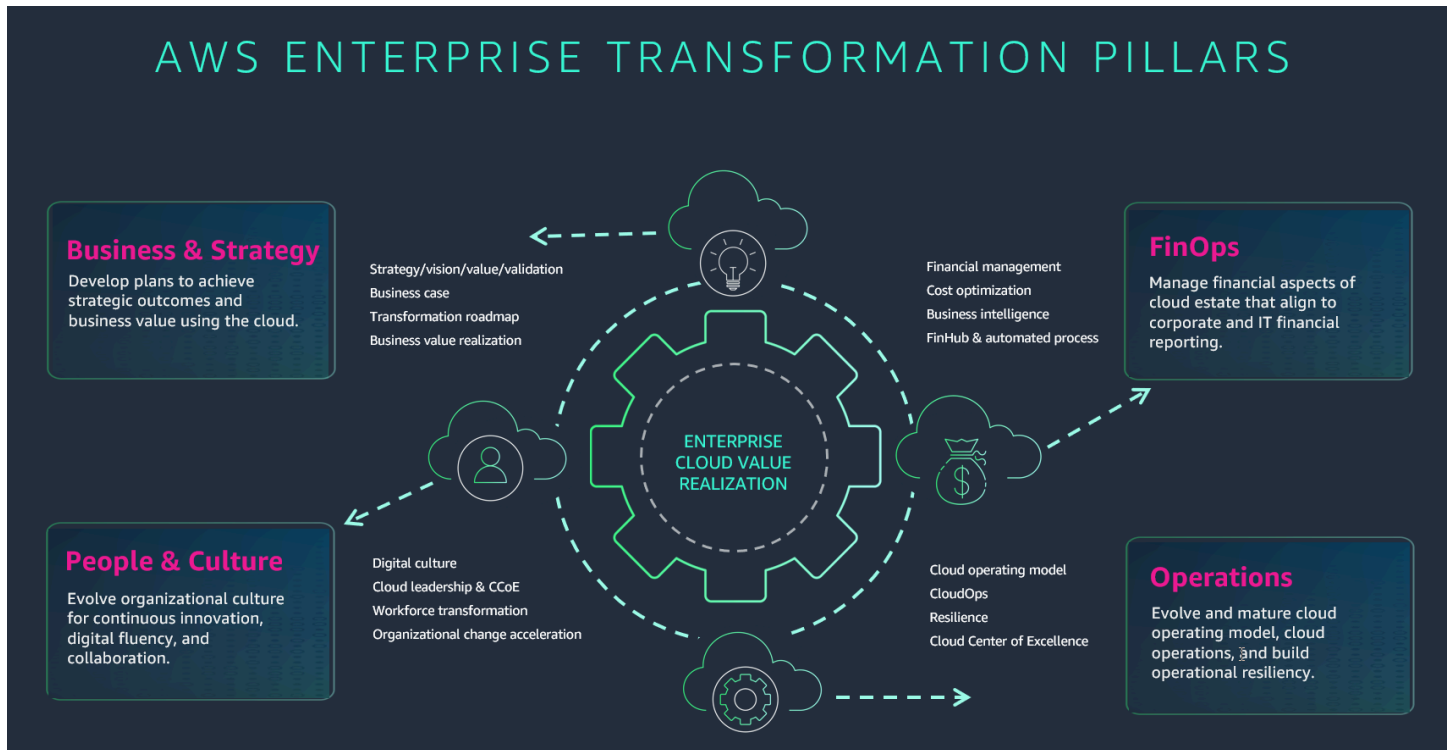 AWS ENTERPRISE TRANSFORMATION PILLARS
Business & Strategy
Develop plans to achieve
strategic outcomes and
business value using the cloud.
Strategy/vision/value/validation
Business case
Transformation roadmap
Business value realization
Financial management
Cost optimization
Business intelligence
FinHub & automated process
FinOps
Manage financial aspects of
cloud estate that align to
corporate and IT financial
reporting.
ENTERPRISE
CLOUD VALUE
REALIZATION
$
People & Culture
Evolve organizational culture
for continuous innovation,
digital fluency, and
collaboration.
Digital culture
Cloud leadership & CCoE
Workforce transformation
Organizational change acceleration
Cloud operating model
CloudOps
Resilience
Cloud Center of Excellence
Operations
Evolve and mature cloud
operating model, cloud
operations, and build
operational resiliency.